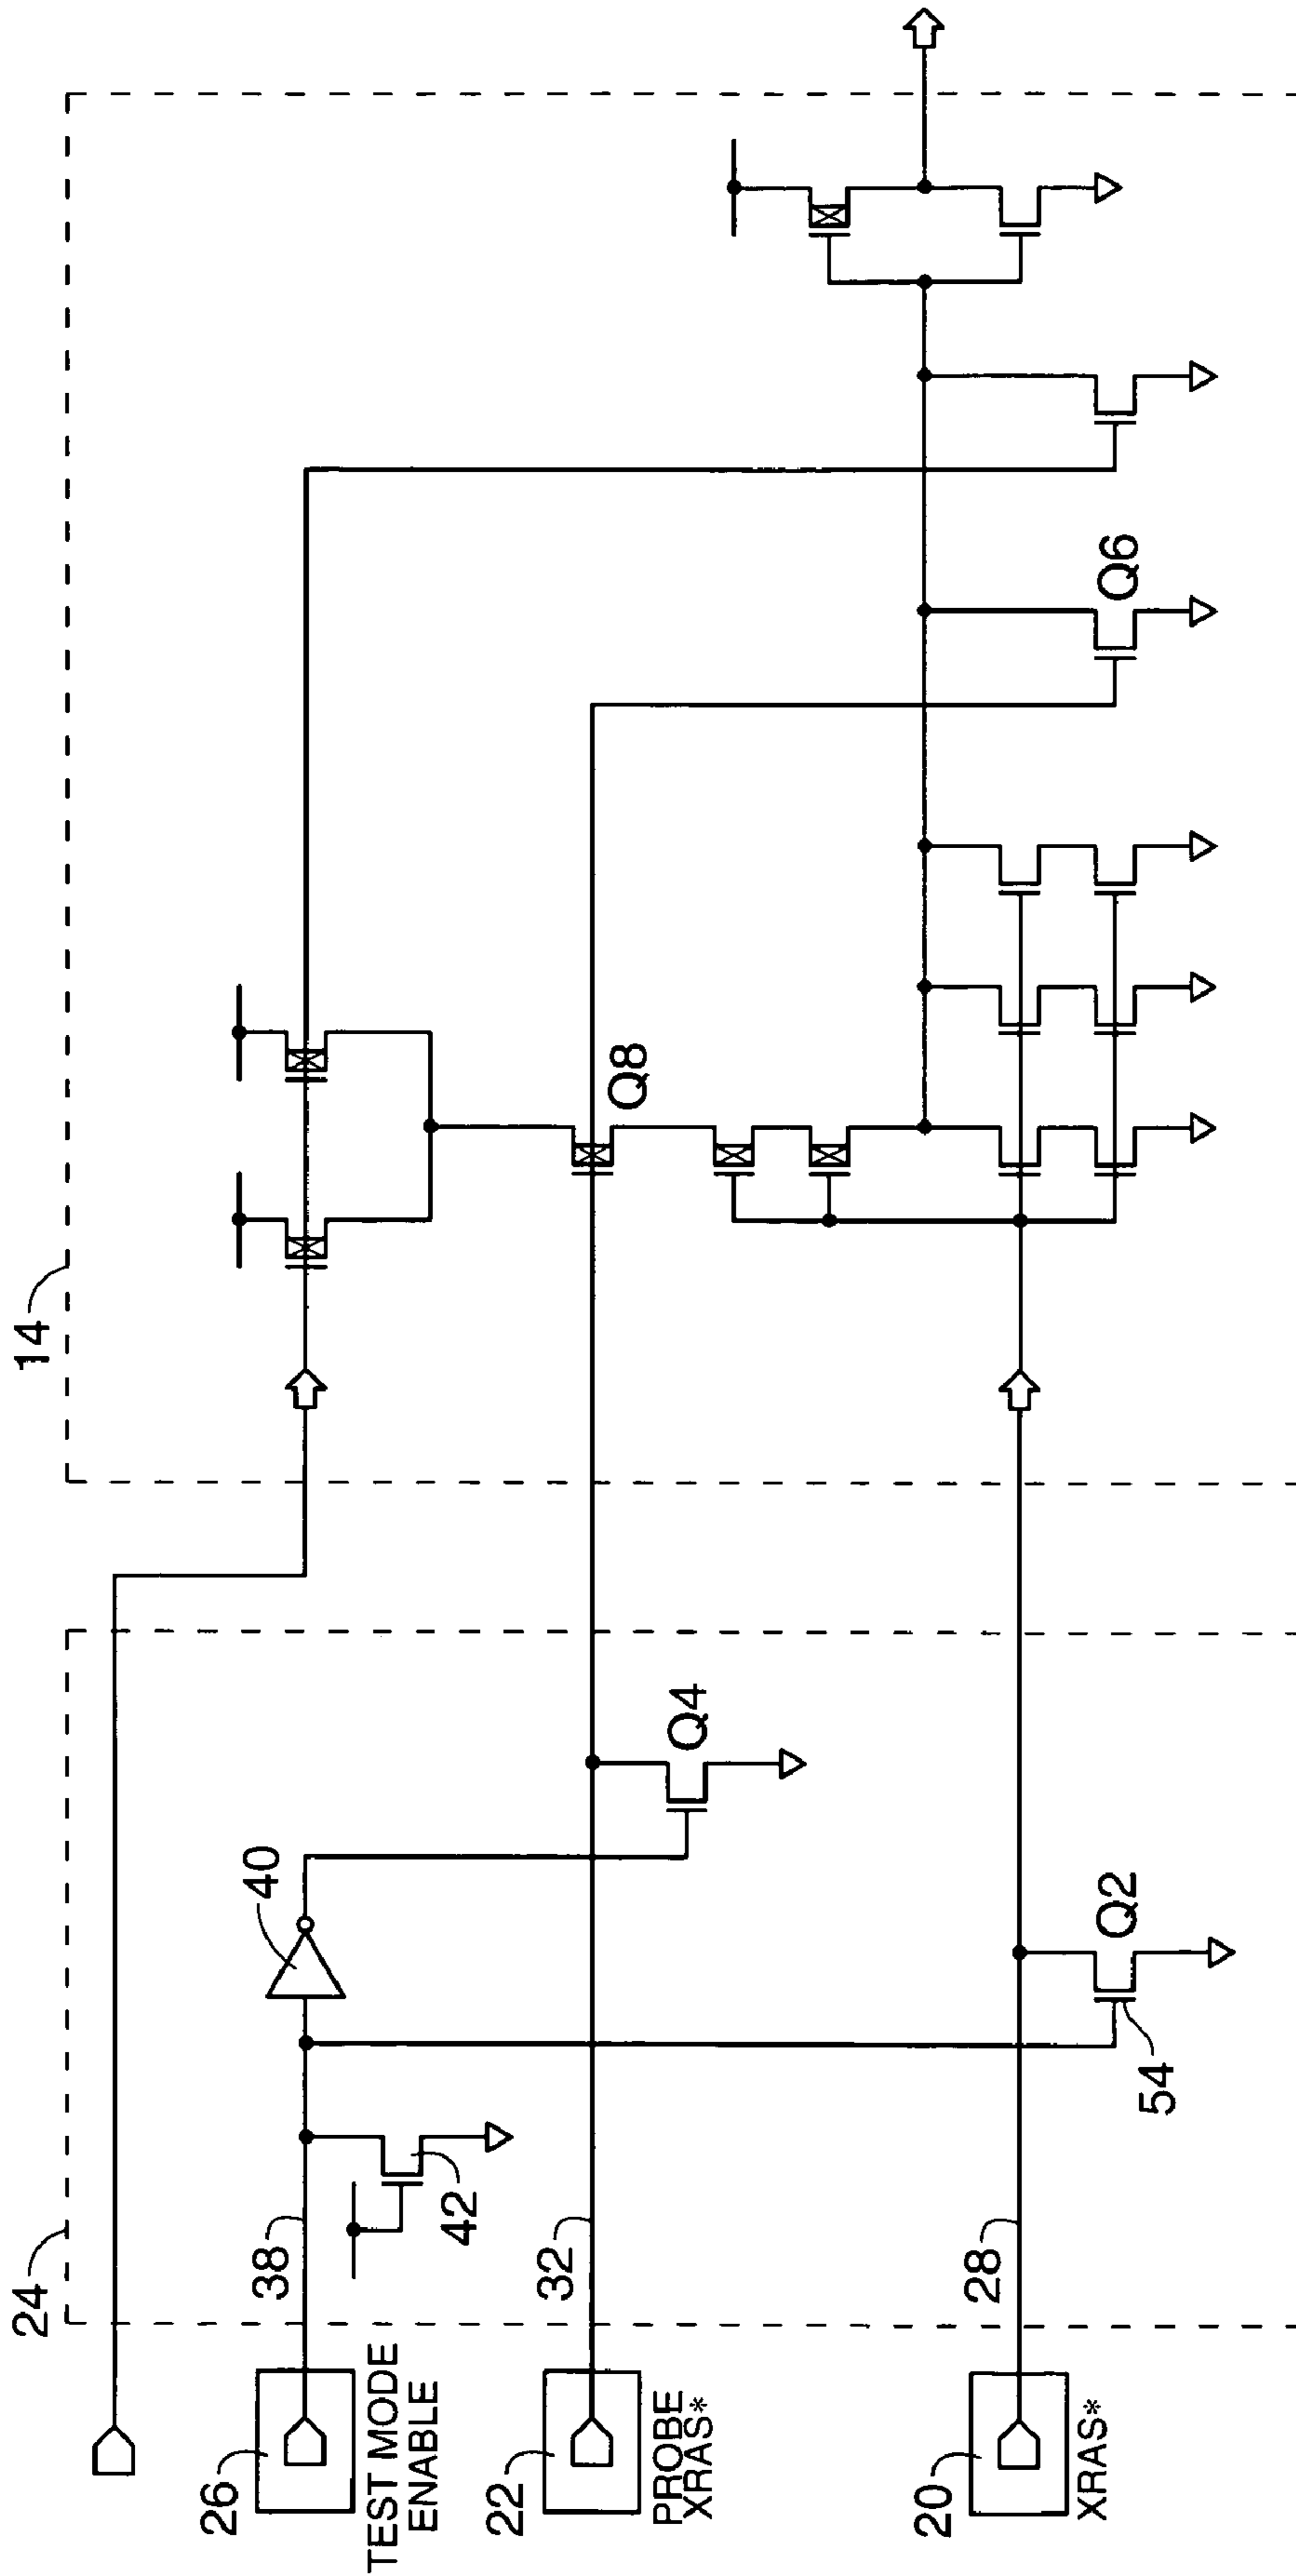 24
14
26
TEST MODE
ENABLE
38
42
40
22
PROBE
XRAS*
32
Q4
Q8
Q6
20
XRAS*
28
54
Q2